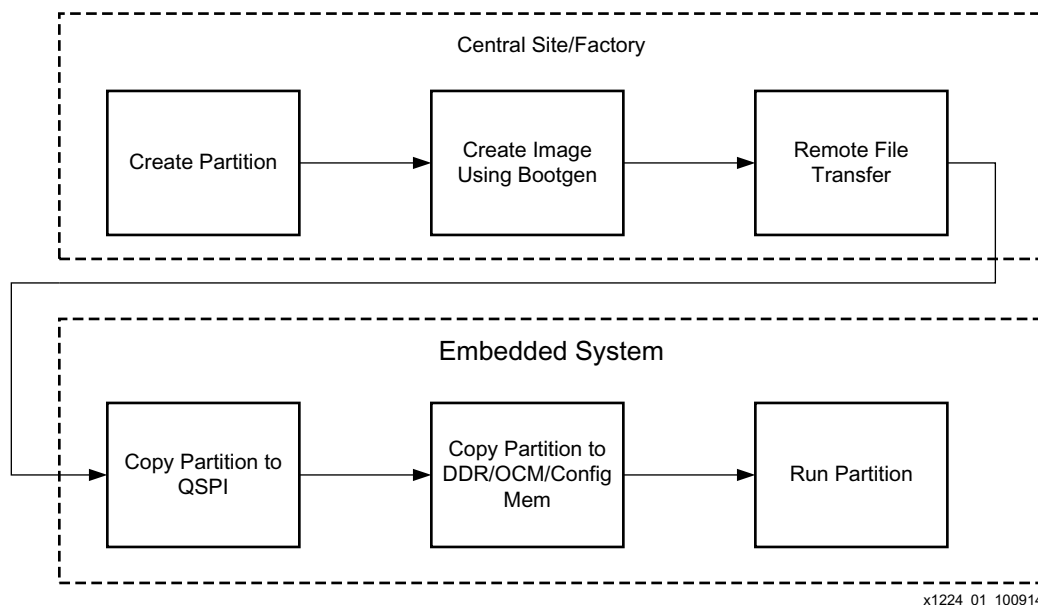 Central Site/Factory
Create Partition
Create Image
Using Bootgen
Remote File
Transfer
Embedded System
Copy Partition to
QSPI
Copy Partition to
DDR/OCM/Config
Mem
Run Partition
x1224_01_100914